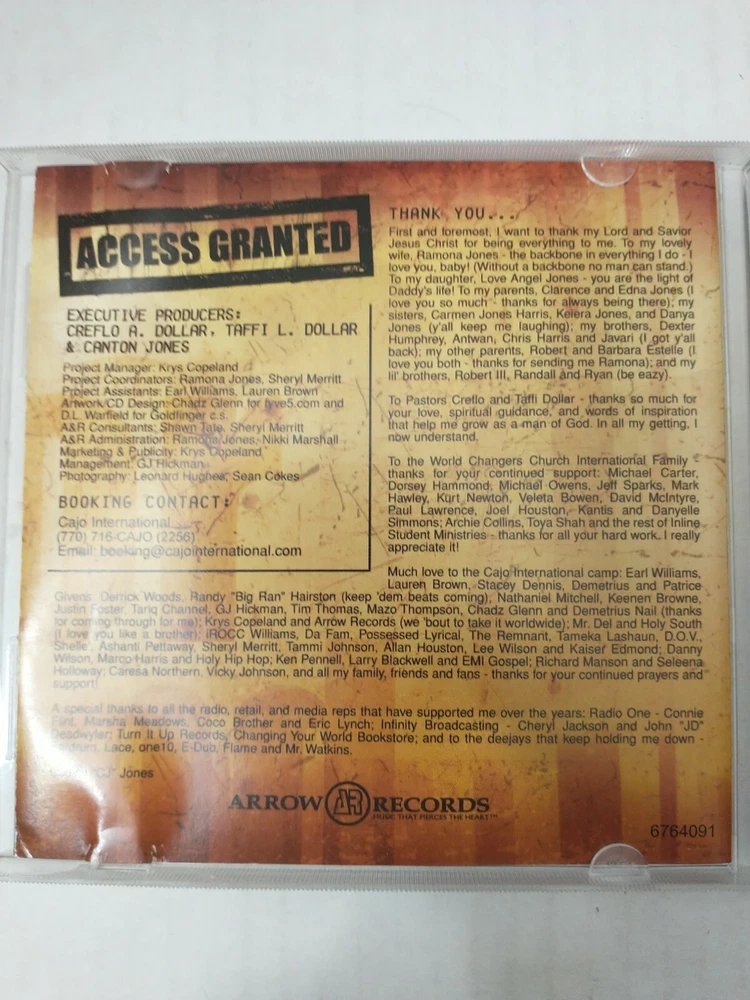 ACCESS GRANTED
EXECUTIVE PRODUCERS:
CREFLO A. DOLLAR, TAFFI L. DOLLAR
& CANTON JONES
Project Manager: Krys Copeland
Project Coordinators: Ramona Jones, Sheryl Merritt
Project Assistants: Earl Williams, Lauren Brown
Artwork/CD Design: Chadz Glenn for hyve5.com and
D.L. Warfield for Goldfinger c.s.
A&R Consultants: Shawn Tate, Sheryl Merritt
A&R Administration: Ramona Jones, Nikki Marshall
Marketing & Publicity: Krys Copeland
Management: GJ Hickman
Photography: Leonard Hughes, Sean Cokes
BOOKING CONTACT:
Cajo International
(770) 716-CAJO (2256)
Email: booking@cajointernational.com
THANK YOU...
First and foremost, I want to thank my Lord and Savior
Jesus Christ for being everything to me. To my lovely
wife, Ramona Jones - the backbone in everything I do - I
love you, baby! (Without a backbone no man can stand.)
To my daughter, Love Angel Jones - you are the light of
Daddy's life! To my parents, Clarence and Edna Jones (I
love you so much - thanks for always being there); my
sisters, Carmen Jones Harris, Keiera Jones, and Danya
Jones (y'all keep me laughing); my brothers, Dexter
Humphrey, Antwan, Chris Harris and Javari (I got y'all
back); my other parents, Robert and Barbara Estelle (I
love you both - thanks for sending me Ramona); and my
lil' brothers, Robert III, Randall and Ryan (be eazy).
To Pastors Creflo and Taffi Dollar - thanks so much for
your love, spiritual guidance, and words of inspiration
that help me grow as a man of God. In all my getting, I
now understand.
To the World Changers Church International Family -
thanks for your continued support: Michael Carter,
Dorsey Hammond, Michael Owens, Jeff Sparks, Mark
Hawley, Kurt Newton, Veleta Bowen, David McIntyre,
Paul Lawrence, Joel Houston, Kantis and Danyelle
Simmons; Archie Collins, Toya Shah and the rest of Inline
Student Ministries - thanks for all your hard work. I really
appreciate it!
Much love to the Cajo International camp: Earl Williams,
Lauren Brown, Stacey Dennis, Demetrius and Patrice
Givens, Derrick Woods, Randy "Big Ran" Hairston (keep 'dem beats coming), Nathaniel Mitchell, Keenen Browne,
Justin Foster, Tariq Channel, GJ Hickman, Tim Thomas, Mazo Thompson, Chadz Glenn and Demetrius Nail (thanks
for coming through for me); Krys Copeland and Arrow Records (we 'bout to take it worldwide); Mr. Del and Holy South
(I love you like a brother), iROCC Williams, Da Fam, Possessed Lyrical, The Remnant, Tameka Lashaun, D.O.V.,
Shelle', Ashanti Pettaway, Sheryl Merritt, Tammi Johnson, Allan Houston, Lee Wilson and Kaiser Edmond; Danny
Wilson, Marco Harris and Holy Hip Hop; Ken Pennell, Larry Blackwell and EMI Gospel; Richard Manson and Seleena
Holloway; Caresa Northern, Vicky Johnson, and all my family, friends and fans - thanks for your continued prayers and
support!
A special thanks to all the radio, retail, and media reps that have supported me over the years: Radio One - Connie
Flint, Marsha Meadows, Coco Brother and Eric Lynch; Infinity Broadcasting - Cheryl Jackson and John "JD"
Deadwyler; Turn It Up Records, Changing Your World Bookstore; and to the deejays that keep holding me down -
Lace, one10, E-Dub, Flame and Mr. Watkins.
"CJ" Jones
ARROW AR RECORDS
MUSIC THAT PIERCES THE HEART™
6764091